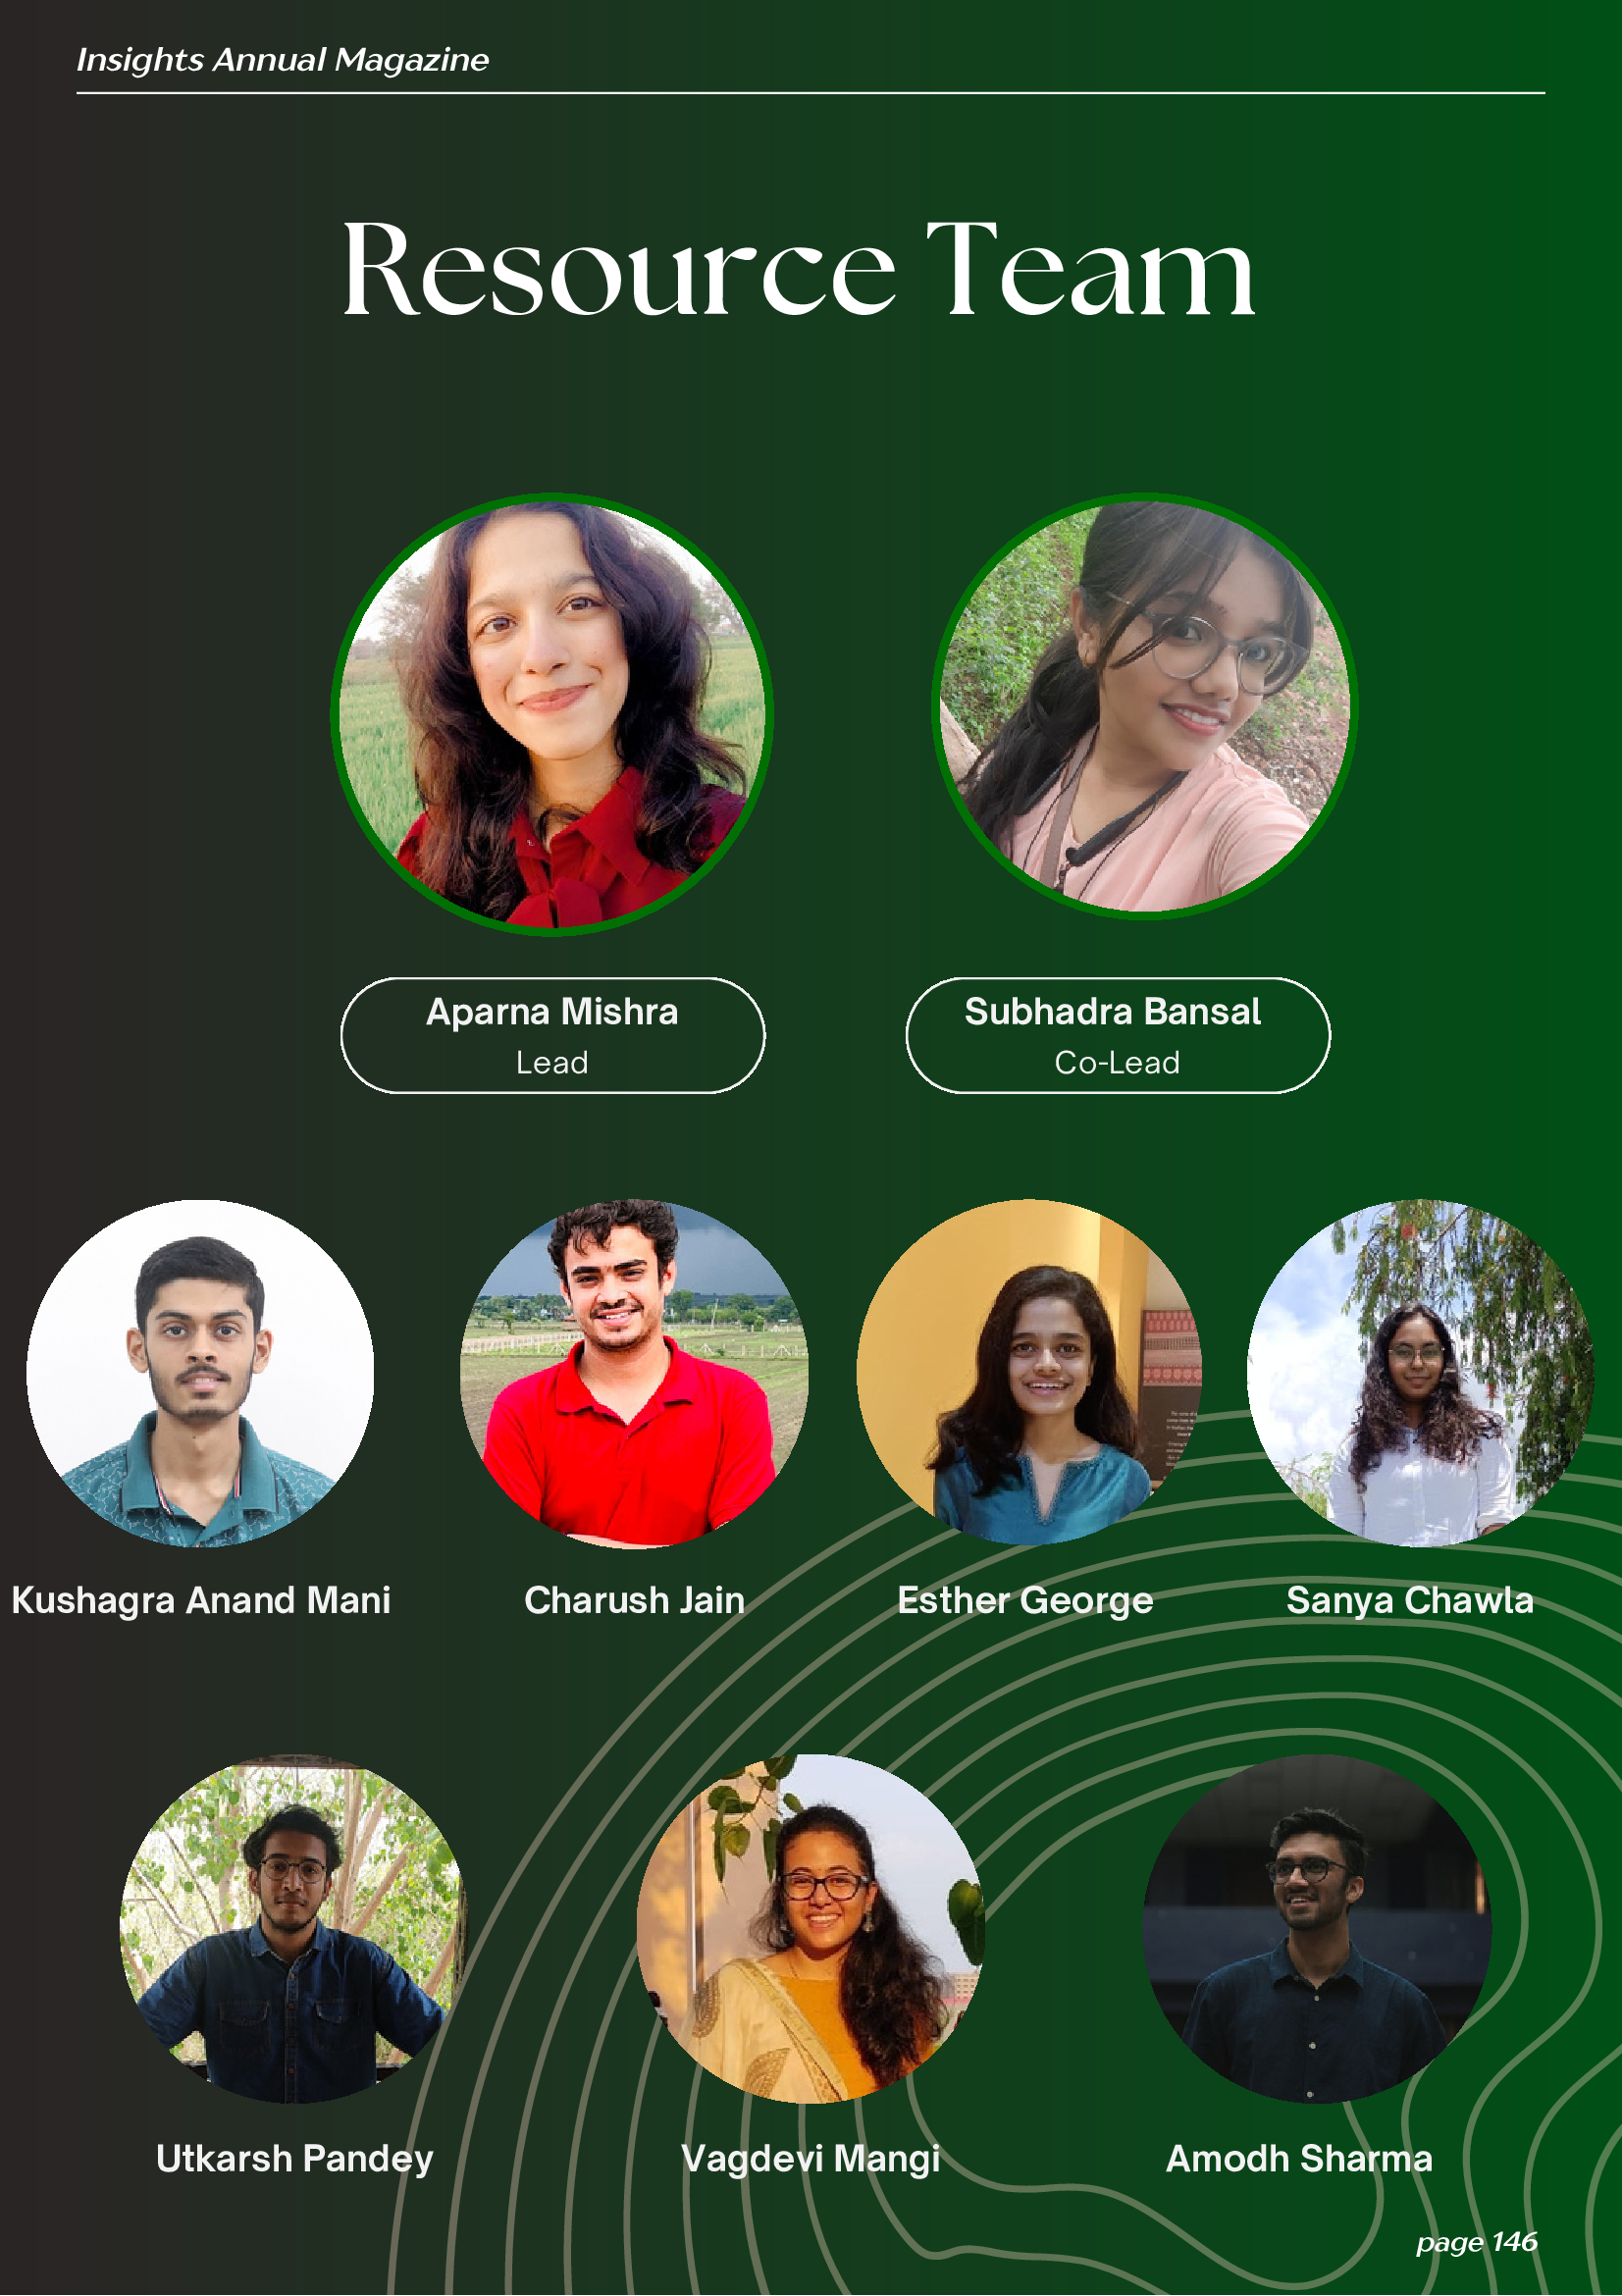 Insights Annual Magazine
Resource Team
Aparna Mishra
Lead
Subhadra Bansal
Co-Lead
Kushagra Anand Mani
Charush Jain
Esther George
Sanya Chawla
Utkarsh Pandey
Vagdevi Mangi
Amodh Sharma
page 146